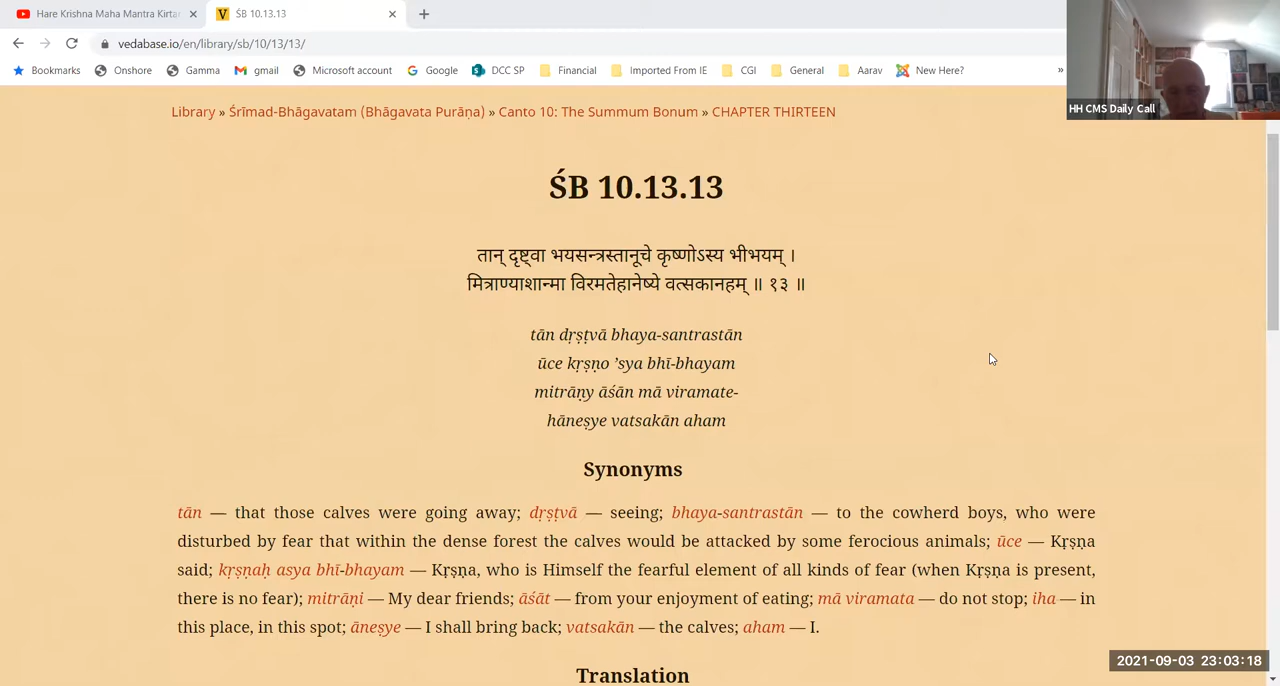 Hare Krishna Maha Mantra Kirtan
ŚB 10.13.13
vedabase.io/en/library/sb/10/13/13/
Bookmarks Onshore Gamma gmail Microsoft account Google DCC SP Financial Imported From IE CGI General Aarav New Here? »
HH CMS Daily Call
Library » Śrīmad-Bhāgavatam (Bhāgavata Purāṇa) » Canto 10: The Summum Bonum » CHAPTER THIRTEEN
ŚB 10.13.13
तान् द‍ृष्ट्वा भयसन्त्रस्तानूचे कृष्णोऽस्य भीभयम् ।
मित्राण्याशान्मा विरमतेहानेष्ये वत्सकानहम् ॥ १३ ॥
tān dṛṣṭvā bhaya-santrastān
ūce kṛṣṇo ’sya bhī-bhayam
mitrāṇy āśān mā viramate-
hāneṣye vatsakān aham
Synonyms
tān — that those calves were going away; dṛṣṭvā — seeing; bhaya-santrastān — to the cowherd boys, who were
disturbed by fear that within the dense forest the calves would be attacked by some ferocious animals; ūce — Kṛṣṇa
said; kṛṣṇaḥ asya bhī-bhayam — Kṛṣṇa, who is Himself the fearful element of all kinds of fear (when Kṛṣṇa is present,
there is no fear); mitrāṇi — My dear friends; āśāt — from your enjoyment of eating; mā viramata — do not stop; iha — in
this place, in this spot; āneṣye — I shall bring back; vatsakān — the calves; aham — I.
Translation
2021-09-03 23:03:18